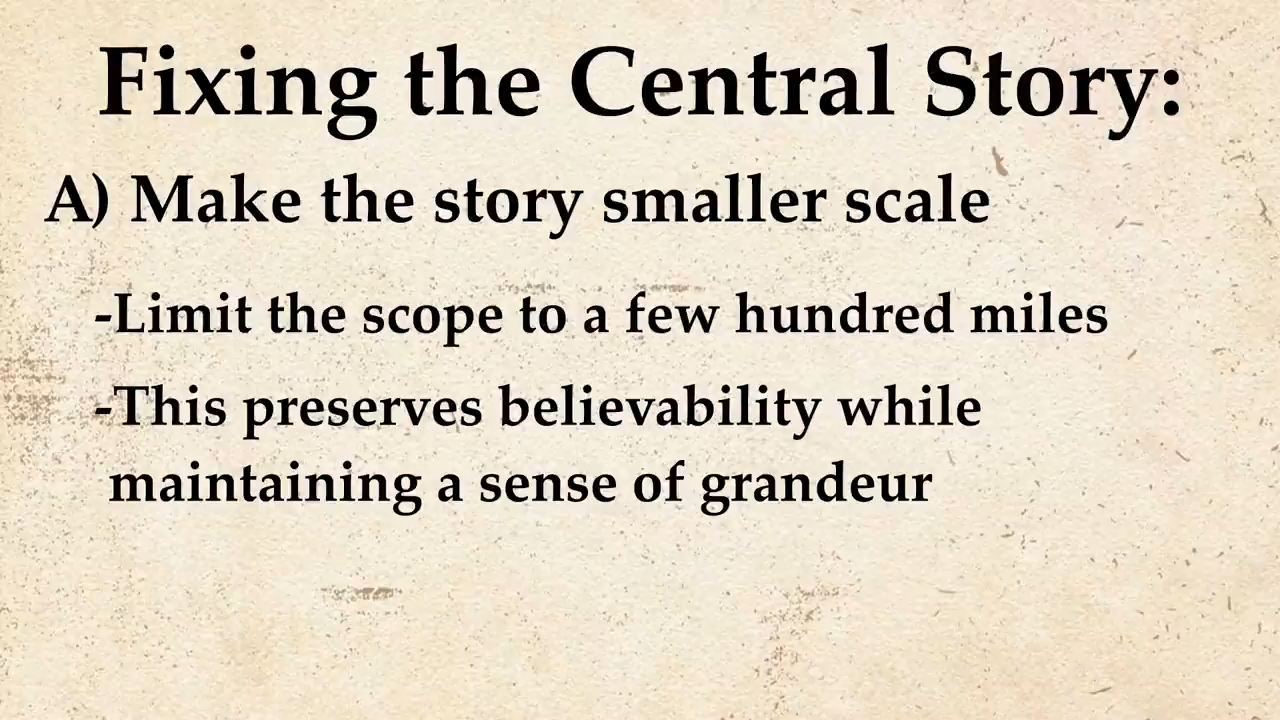 Fixing the Central Story:
A) Make the story smaller scale
-Limit the scope to a few hundred miles
-This preserves believability while
maintaining a sense of grandeur